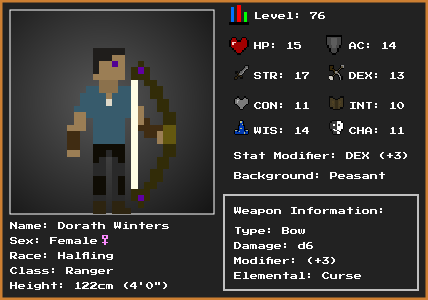 Level: 76
HP: 15 AC: 14
STR: 17 DEX: 13
CON: 11 INT: 10
WIS: 14 CHA: 11
Stat Modifier: DEX (+3)
Background: Peasant
Weapon Information:
Type: Bow
Damage: d6
Modifier: (+3)
Elemental: Curse
Name: Dorath Winters
Sex: Female♀
Race: Halfling
Class: Ranger
Height: 122cm (4'0")